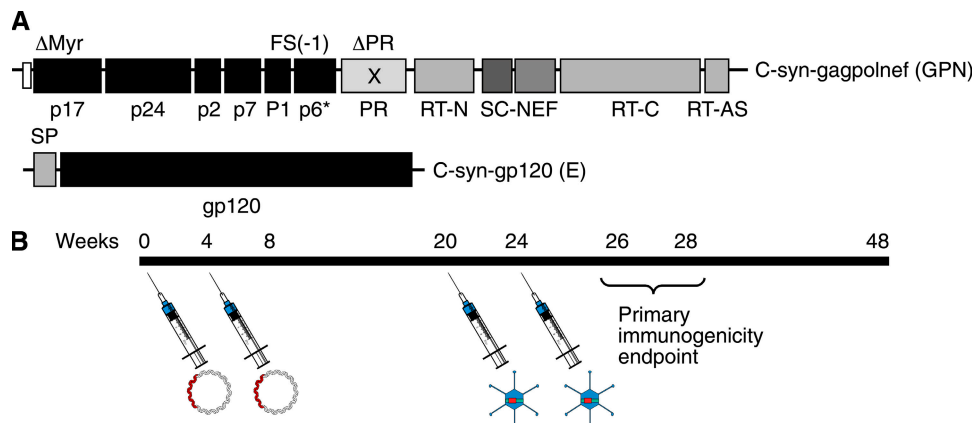 A
ΔMyr FS(-1) ΔPR
X
C-syn-gagpolnef (GPN)
p17 p24 p2 p7 P1 p6* PR RT-N SC-NEF RT-C RT-AS
SP
C-syn-gp120 (E)
gp120
B
Weeks 0 4 8 20 24 26 28 48
Primary
immunogenicity
endpoint